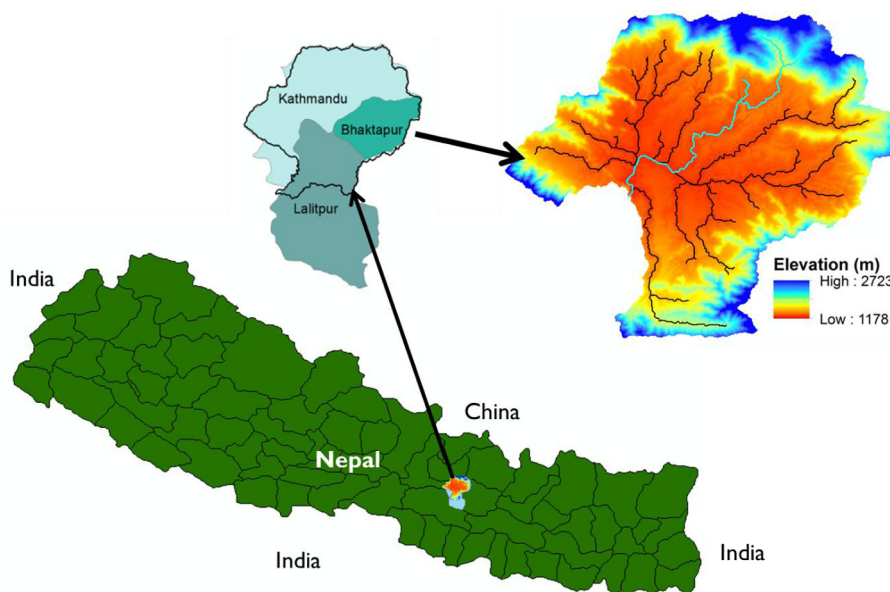 Kathmandu
Bhaktapur
Lalitpur
Elevation (m)
High : 2723
Low : 1178
India
China
Nepal
India
India